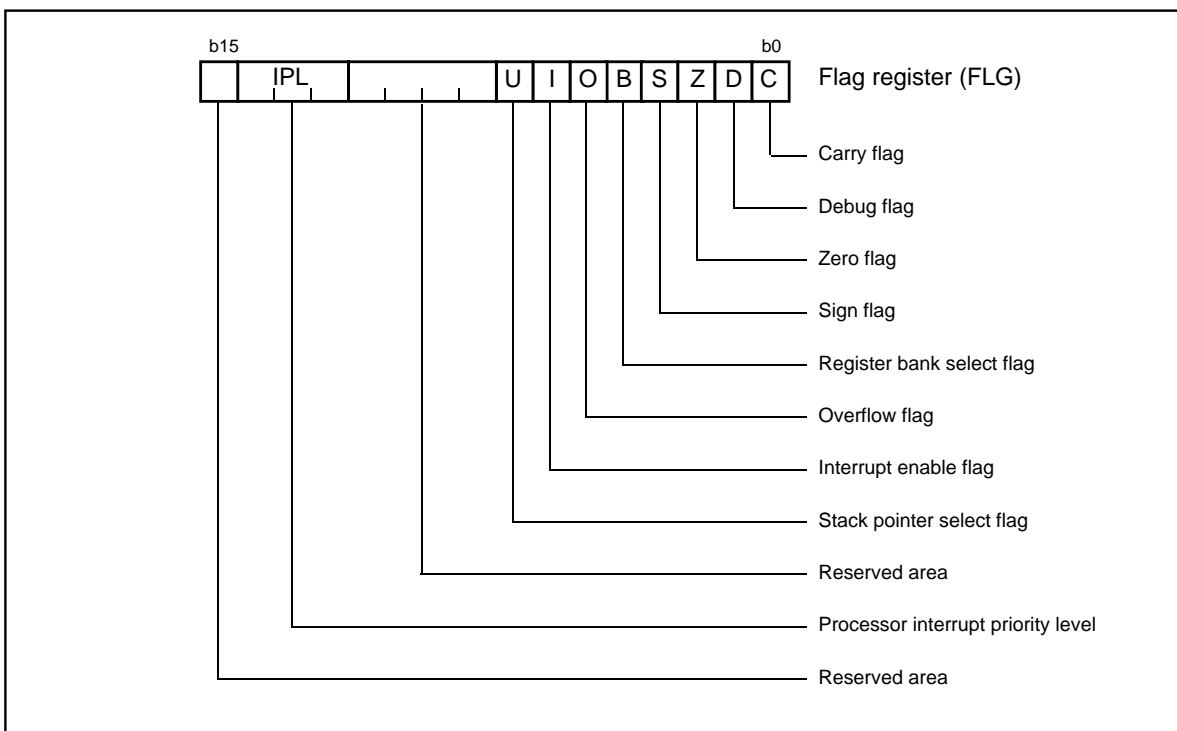 b15 b0
IPL U I O B S Z D C Flag register (FLG)
Carry flag
Debug flag
Zero flag
Sign flag
Register bank select flag
Overflow flag
Interrupt enable flag
Stack pointer select flag
Reserved area
Processor interrupt priority level
Reserved area